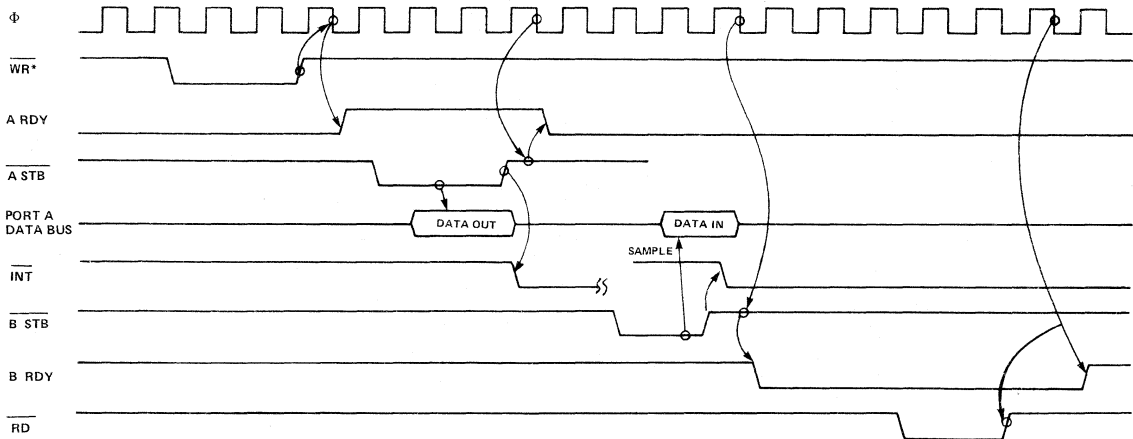 Φ
WR*
A RDY
A STB
PORT A
DATA BUS
DATA OUT
DATA IN
SAMPLE
INT
B STB
B RDY
RD